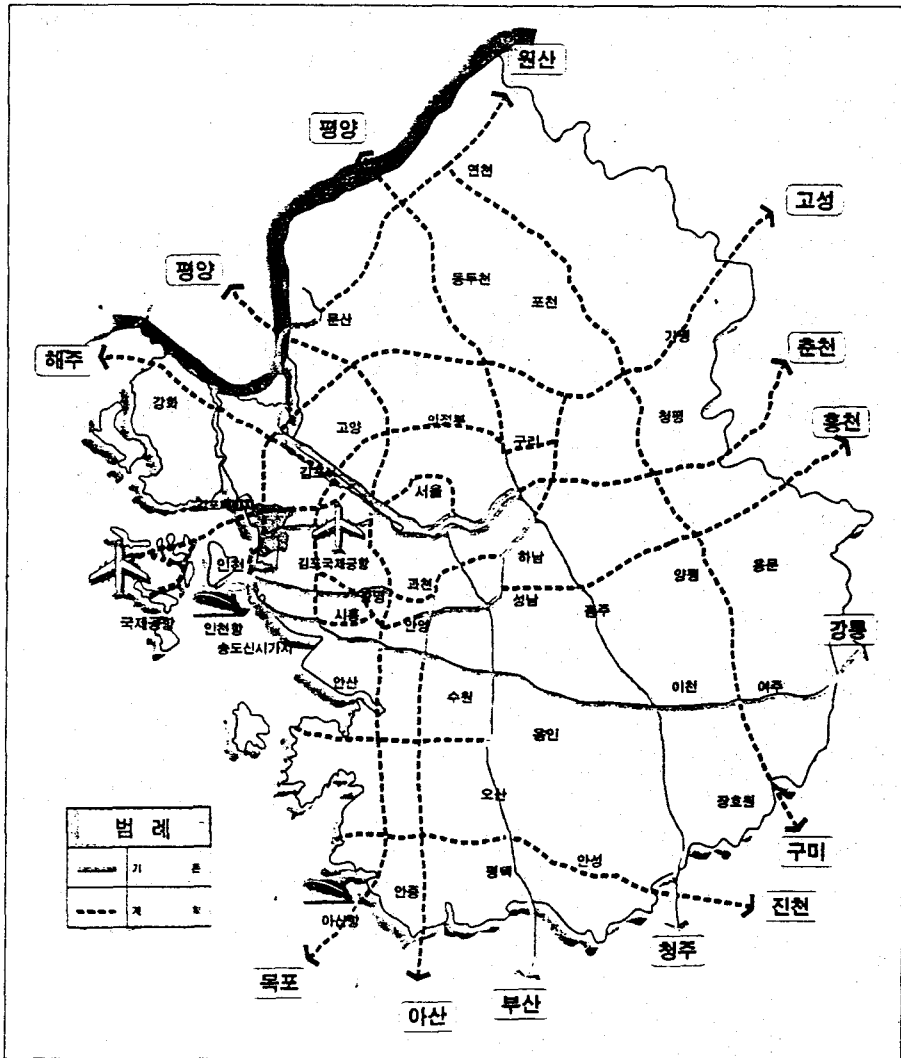 원산
평양
연천
고성
평양
동두천
포천
문산
가평
춘천
해주
강화
청평
고양
의정부
구리
홍천
서울
인천
김포국제공항
하남
과천
양평
용문
성남
시흥
안양
국제공항
인천항
송도신시가지
강릉
안산
수원
이천
여주
용인
오산
장호원
범 례
기 존
계 획
평택
안성
구미
안중
아산항
진천
청주
목포
아산
부산